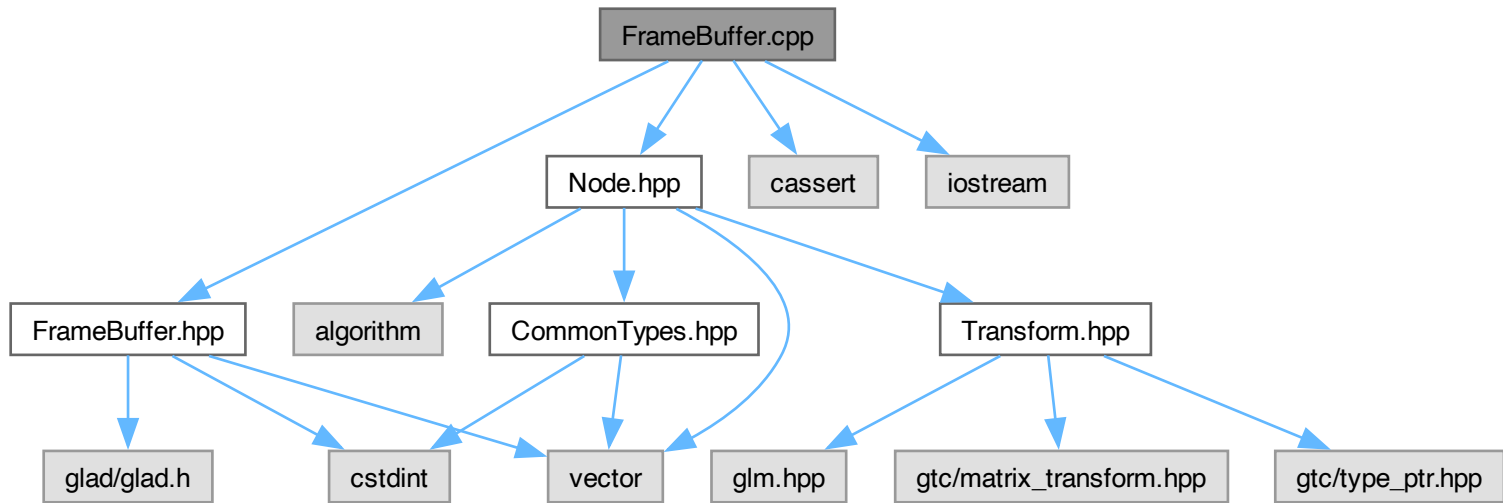 FrameBuffer.cpp
Node.hpp
cassert
iostream
FrameBuffer.hpp
algorithm
CommonTypes.hpp
Transform.hpp
glad/glad.h
cstdint
vector
glm.hpp
gtc/matrix_transform.hpp
gtc/type_ptr.hpp